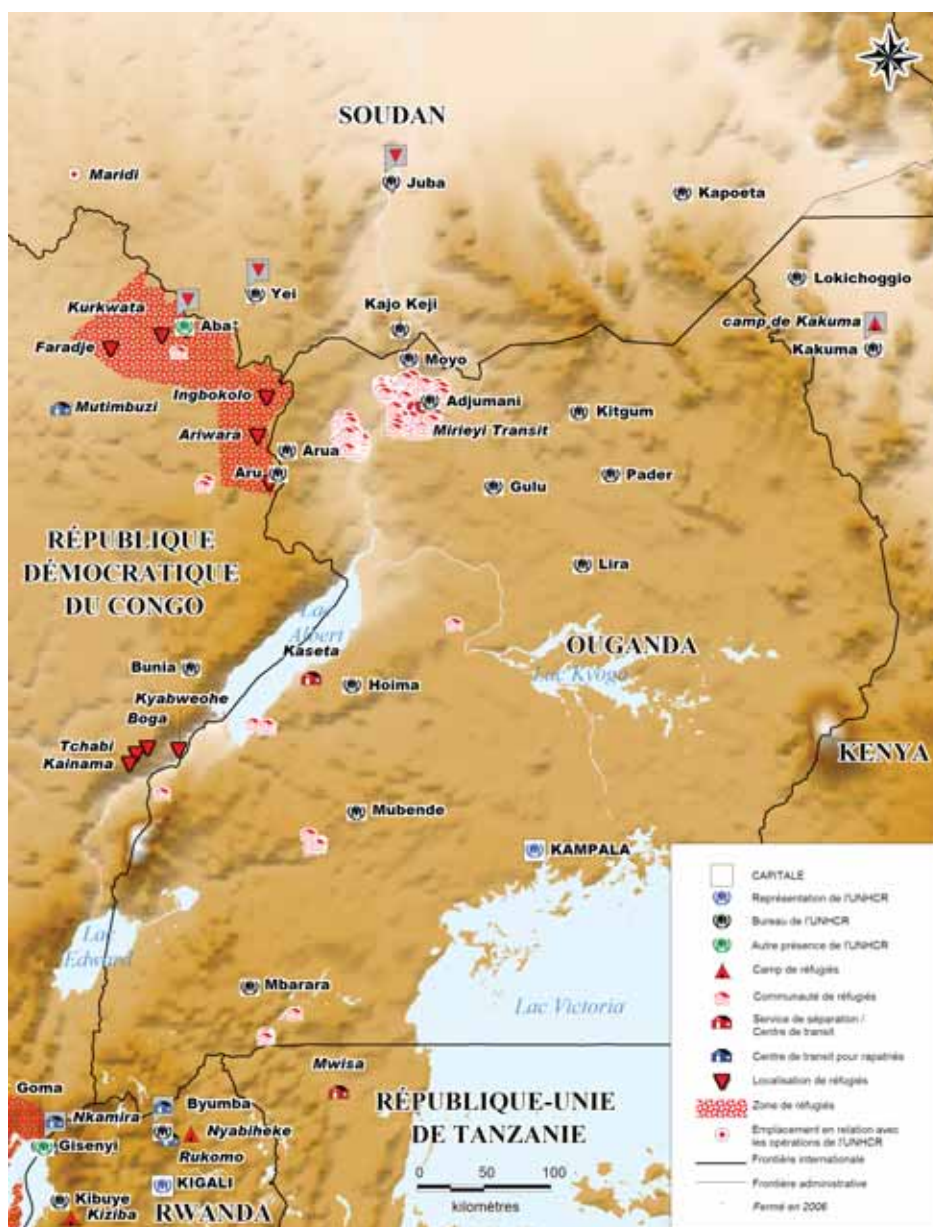 SOUDAN
Maridi
Juba
Kapoeta
Yei
Lokichoggio
Kurkwata
Aba
Kajo Keji
camp de Kakuma
Faradje
Moyo
Kakuma
Ingbokolo
Adjumani
Mutimbuzi
Kitgum
Mirieyi Transit
Ariwara
Arua
Aru
Pader
Gulu
RÉPUBLIQUE
DÉMOCRATIQUE
DU CONGO
Lira
Lac
Albert
OUGANDA
Kaseta
Lac Kyoga
Bunia
Hoima
Kyabweohe
Boga
Tchabi
Kainama
KENYA
Mubende
KAMPALA
Lac
Edward
Mbarara
Lac Victoria
Mwisa
Goma
Nkamira
Byumba
RÉPUBLIQUE-UNIE
DE TANZANIE
Nyabiheke
Gisenyi
Rukomo
KIGALI
Kibuye
Kiziba
RWANDA
0 50 100
kilomètres
CAPITALE
Représentation de l'UNHCR
Bureau de l'UNHCR
Autre présence de l'UNHCR
Camp de réfugiés
Communauté de réfugiés
Service de séparation /
Centre de transit
Centre de transit pour rapatriés
Localisation de réfugiés
Zone de réfugiés
Emplacement en relation avec
les opérations de l'UNHCR
Frontière internationale
Frontière administrative
Fermé en 2006